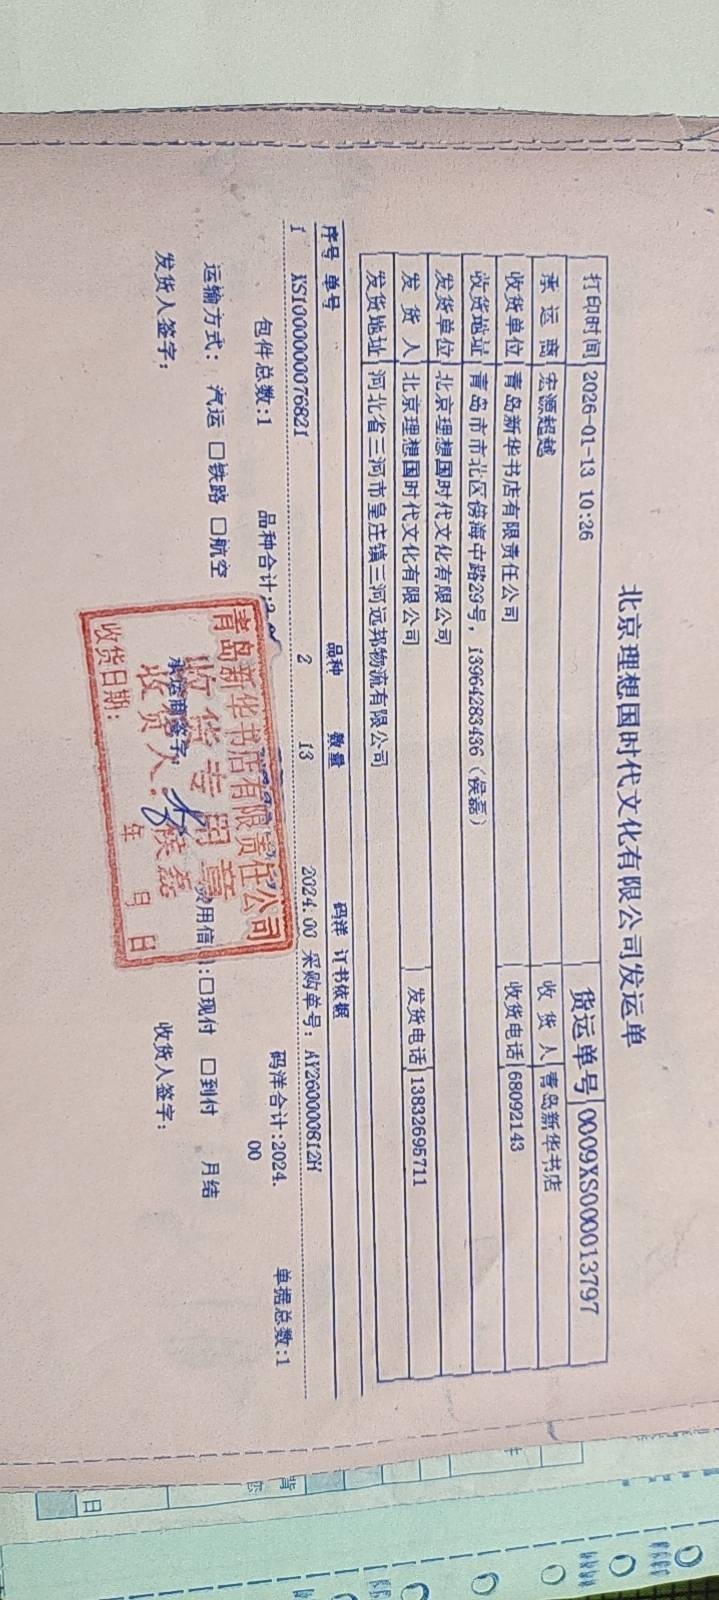 北京理想国时代文化有限公司发运单
打印时间 2026-01-13 10:26 货运单号 0009XS000013797
承运商 宏源超越 收货人 青岛新华书店
收货单位 青岛新华书店有限责任公司 收货电话 68092143
收货地址 青岛市市北区傍海中路29号, 13964283436（侯磊）
发货单位 北京理想国时代文化有限公司
发货人 北京理想国时代文化有限公司 发货电话 13832695711
发货地址 河北省三河市皇庄镇三河远邦物流有限公司
序号 单号 品种 数量 码洋 订书依据
1 XS1000000076821 2 13 2024.00 采购单号: AY260000812H
包件总数:1 品种合计: 码洋合计:2024.00 单据总数:1
运输方式: 汽运 □铁路 □航空 费用信:□现付 □到付 月结
发货人签字: 承运商签字: 收货人签字:
青岛新华书店有限责任公司
收货专用章
收货人:侯磊
收货日期: 年 月 日